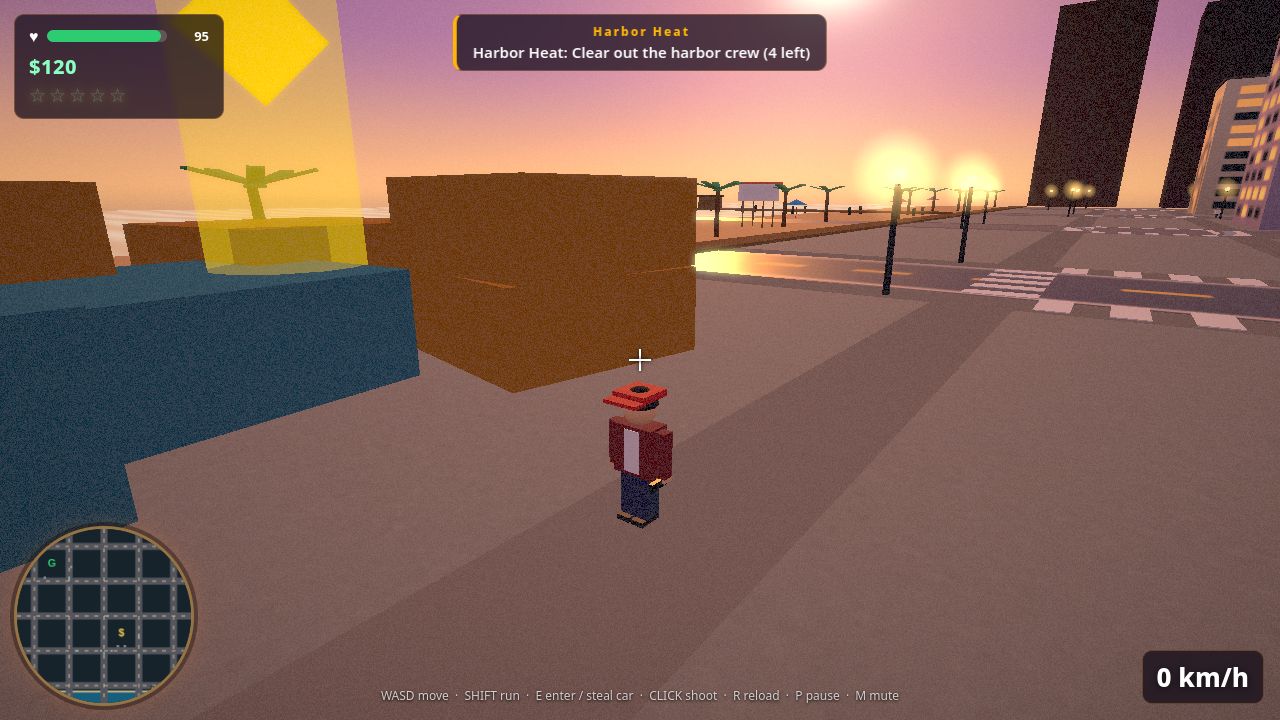 ♥ 95
$120
☆☆☆☆☆
Harbor Heat
Harbor Heat: Clear out the harbor crew (4 left)
G
$
WASD move · SHIFT run · E enter / steal car · CLICK shoot · R reload · P pause · M mute
0 km/h